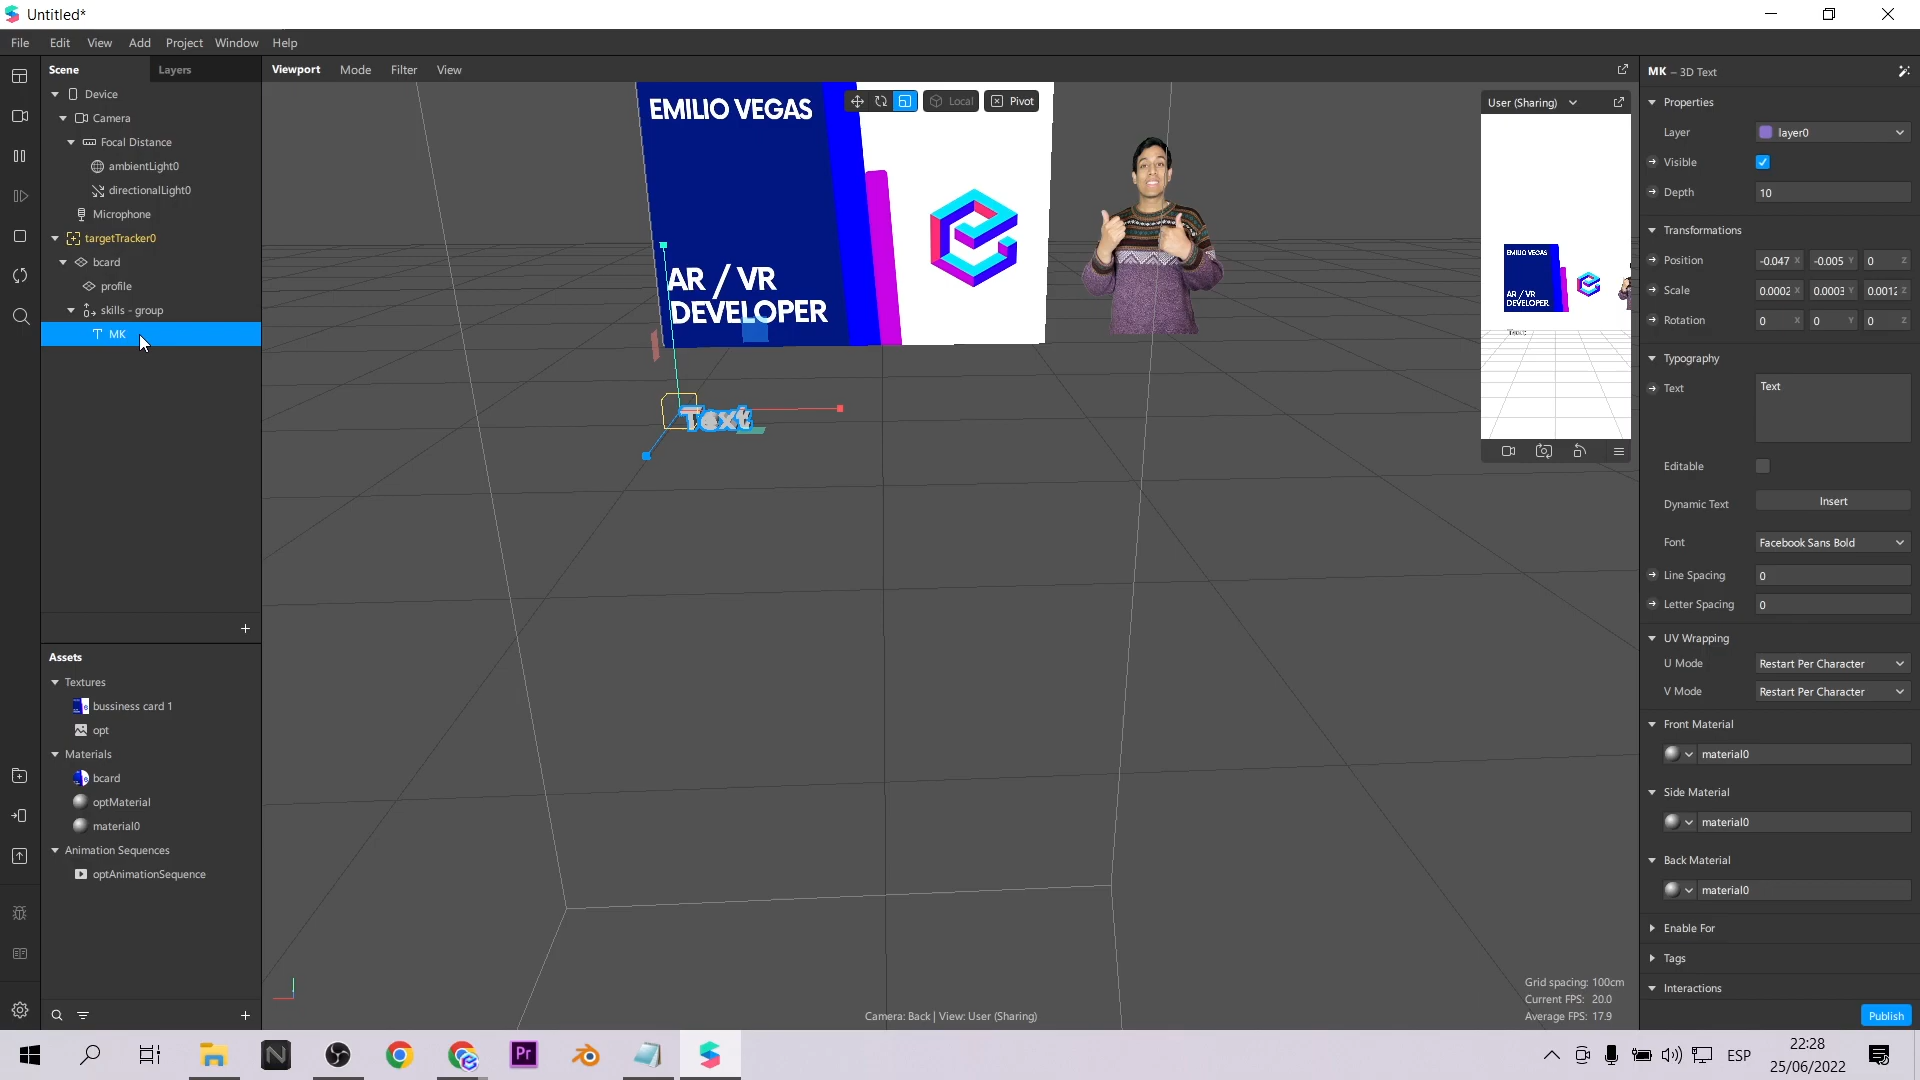 Untitled*
File Edit View Add Project Window Help
Scene Layers
Viewport Mode Filter View
Local Pivot
Device
Camera
Focal Distance
ambientLight0
directionalLight0
Microphone
targetTracker0
bcard
profile
skills - group
MK
Assets
Textures
bussiness card 1
opt
Materials
bcard
optMaterial
material0
Animation Sequences
optAnimationSequence
EMILIO VEGAS
AR / VR
DEVELOPER
Text
User (Sharing)
EMILIO VEGAS
AR / VR
DEVELOPER
Text
Grid spacing: 100cm
Current FPS: 20.0
Average FPS: 17.9
Camera: Back | View: User (Sharing)
MK – 3D Text
Properties
Layer layer0
Visible
Depth 10
Transformations
Position -0.047 X -0.005 Y 0 Z
Scale 0.0002 X 0.0003 Y 0.0012 Z
Rotation 0 X 0 Y 0 Z
Typography
Text Text
Editable
Dynamic Text Insert
Font Facebook Sans Bold
Line Spacing 0
Letter Spacing 0
UV Wrapping
U Mode Restart Per Character
V Mode Restart Per Character
Front Material
material0
Side Material
material0
Back Material
material0
Enable For
Tags
Interactions
Publish
N Pr ESP
22:28
25/06/2022